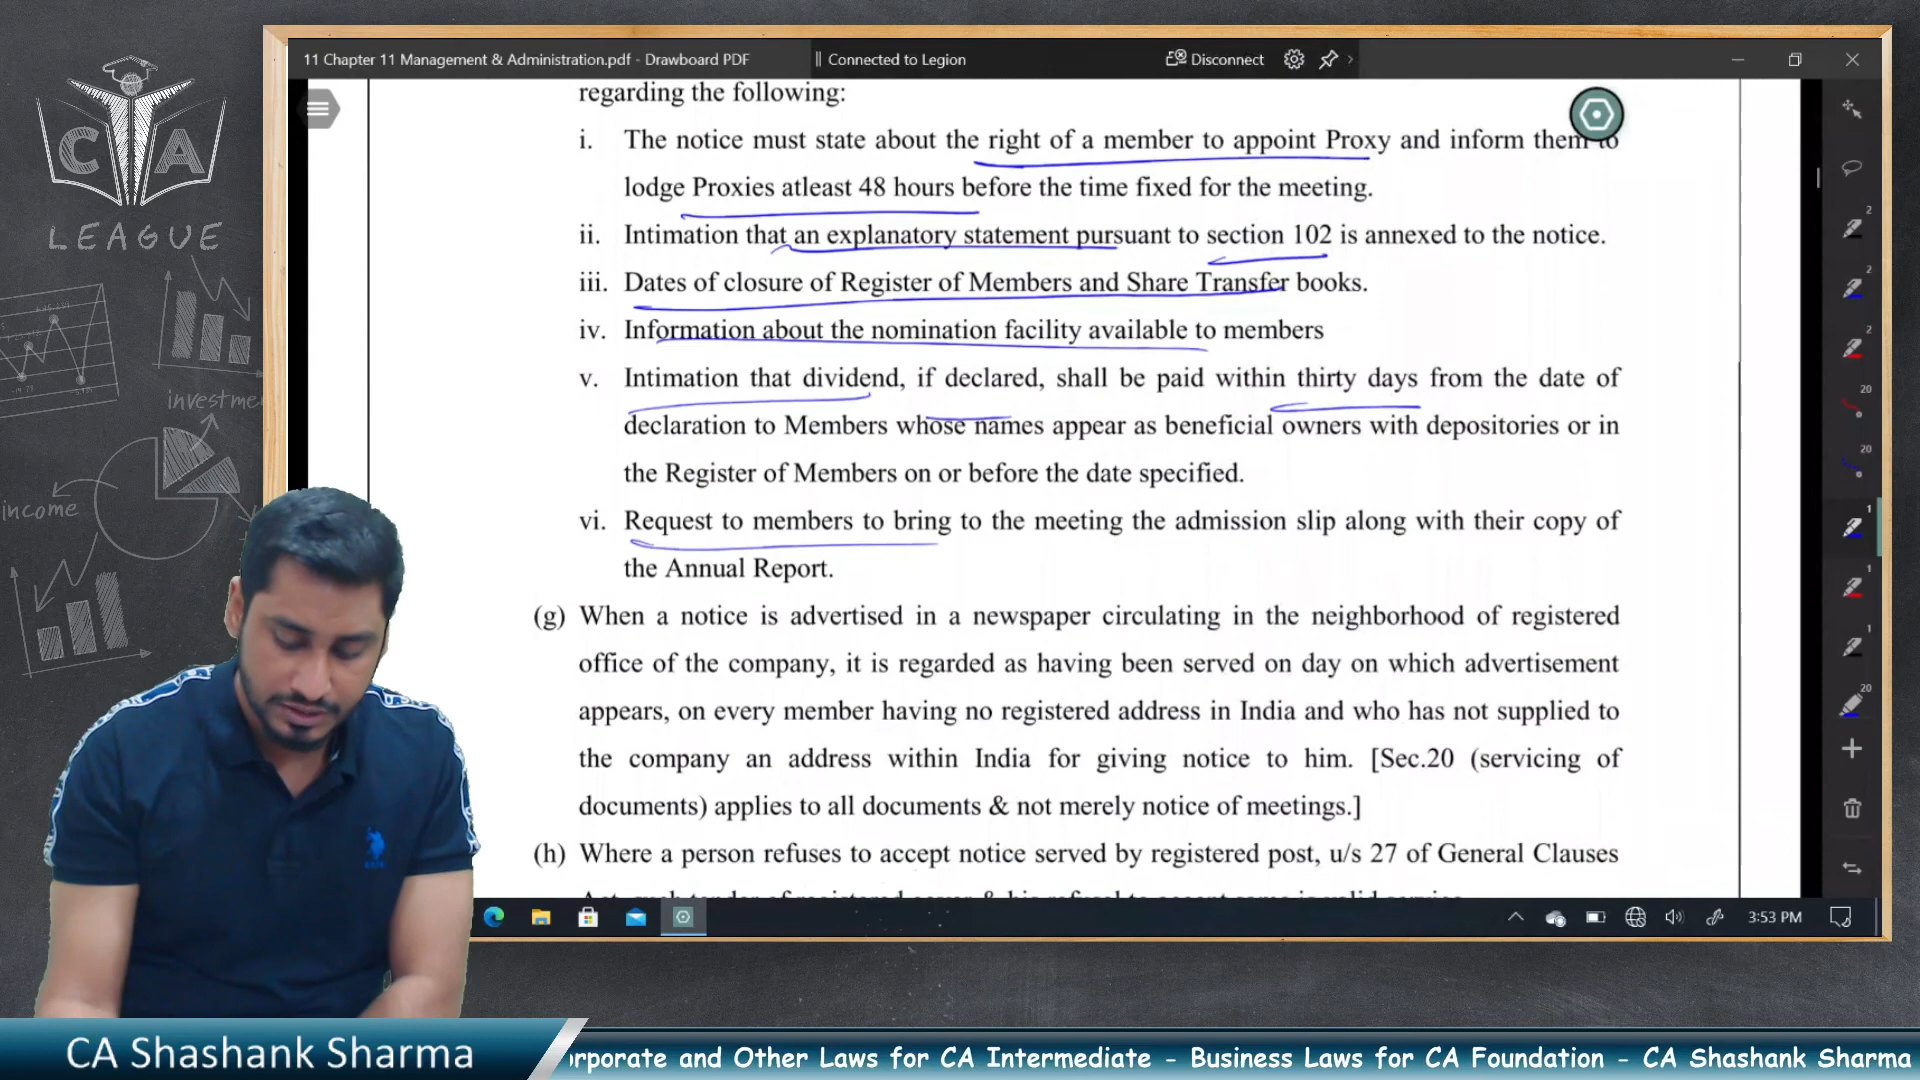 11 Chapter 11 Management & Administration.pdf - Drawboard PDF
Connected to Legion
Disconnect
regarding the following:
i. The notice must state about the right of a member to appoint Proxy and inform them to
lodge Proxies atleast 48 hours before the time fixed for the meeting.
ii. Intimation that an explanatory statement pursuant to section 102 is annexed to the notice.
iii. Dates of closure of Register of Members and Share Transfer books.
iv. Information about the nomination facility available to members
v. Intimation that dividend, if declared, shall be paid within thirty days from the date of
declaration to Members whose names appear as beneficial owners with depositories or in
the Register of Members on or before the date specified.
vi. Request to members to bring to the meeting the admission slip along with their copy of
the Annual Report.
(g) When a notice is advertised in a newspaper circulating in the neighborhood of registered
office of the company, it is regarded as having been served on day on which advertisement
appears, on every member having no registered address in India and who has not supplied to
the company an address within India for giving notice to him. [Sec.20 (servicing of
documents) applies to all documents & not merely notice of meetings.]
(h) Where a person refuses to accept notice served by registered post, u/s 27 of General Clauses
2
2
2
20
20
1
1
1
20
3:53 PM
CA
LEAGUE
investme
income
CA Shashank Sharma
orporate and Other Laws for CA Intermediate - Business Laws for CA Foundation - CA Shashank Sharma